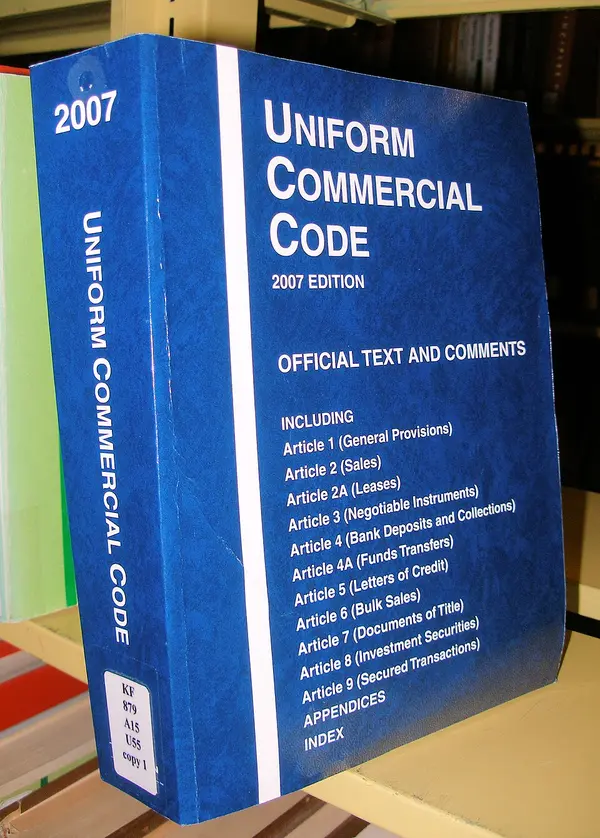 2007
UNIFORM COMMERCIAL CODE
KF
879
A15
U55
copy 1
UNIFORM
COMMERCIAL
CODE
2007 EDITION
OFFICIAL TEXT AND COMMENTS
INCLUDING
Article 1 (General Provisions)
Article 2 (Sales)
Article 2A (Leases)
Article 3 (Negotiable Instruments)
Article 4 (Bank Deposits and Collections)
Article 4A (Funds Transfers)
Article 5 (Letters of Credit)
Article 6 (Bulk Sales)
Article 7 (Documents of Title)
Article 8 (Investment Securities)
Article 9 (Secured Transactions)
APPENDICES
INDEX